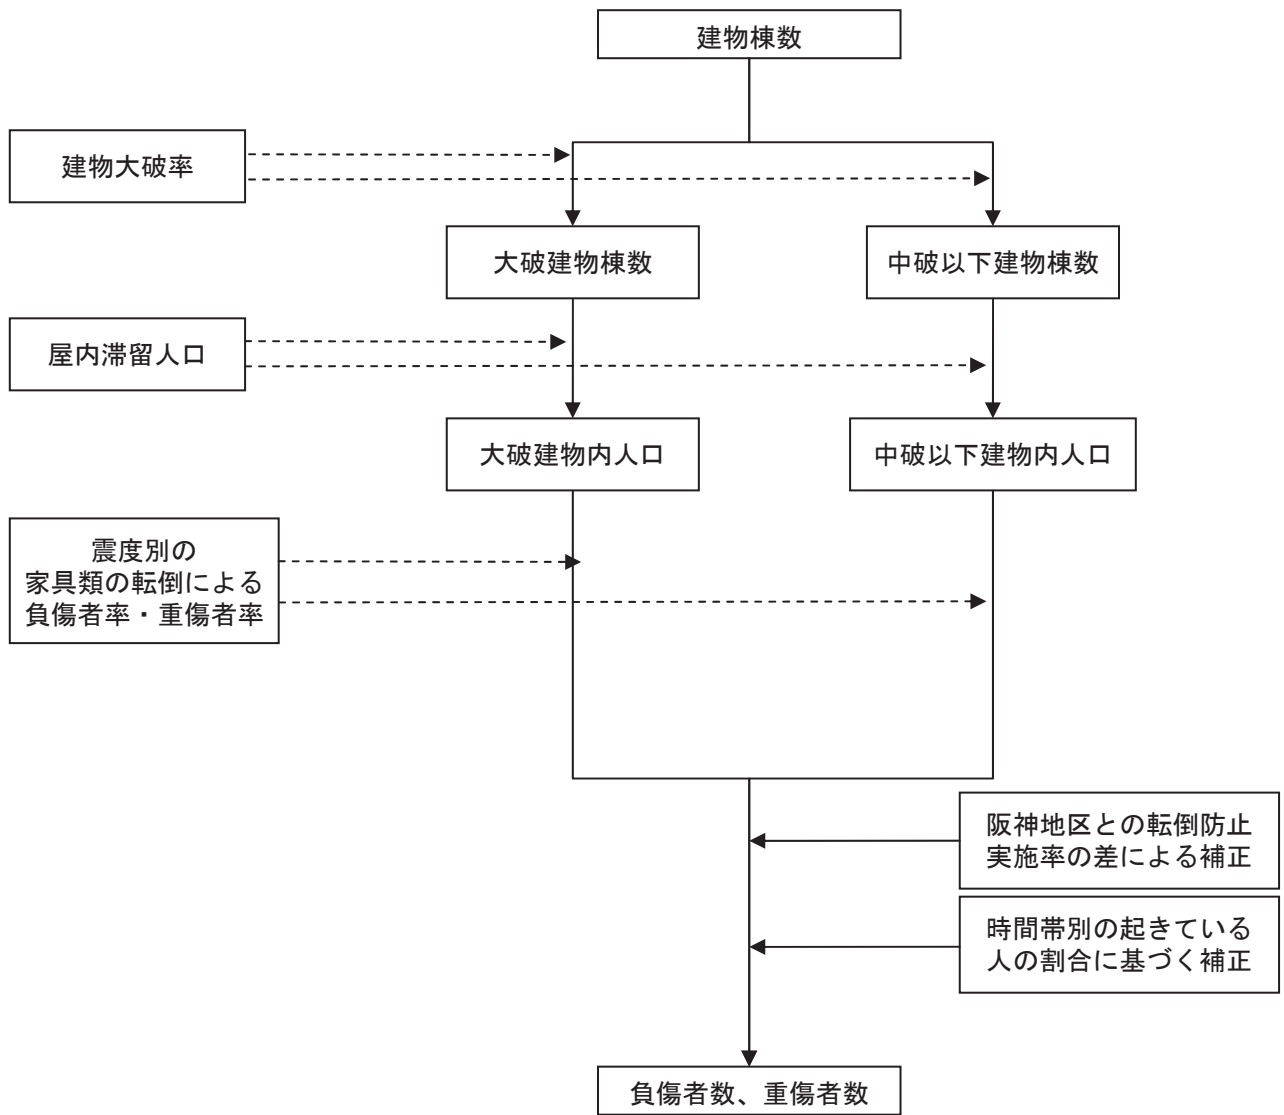 建物棟数
建物大破率
大破建物棟数
中破以下建物棟数
屋内滞留人口
大破建物内人口
中破以下建物内人口
震度別の
家具類の転倒による
負傷者率・重傷者率
阪神地区との転倒防止
実施率の差による補正
時間帯別の起きている
人の割合に基づく補正
負傷者数、重傷者数